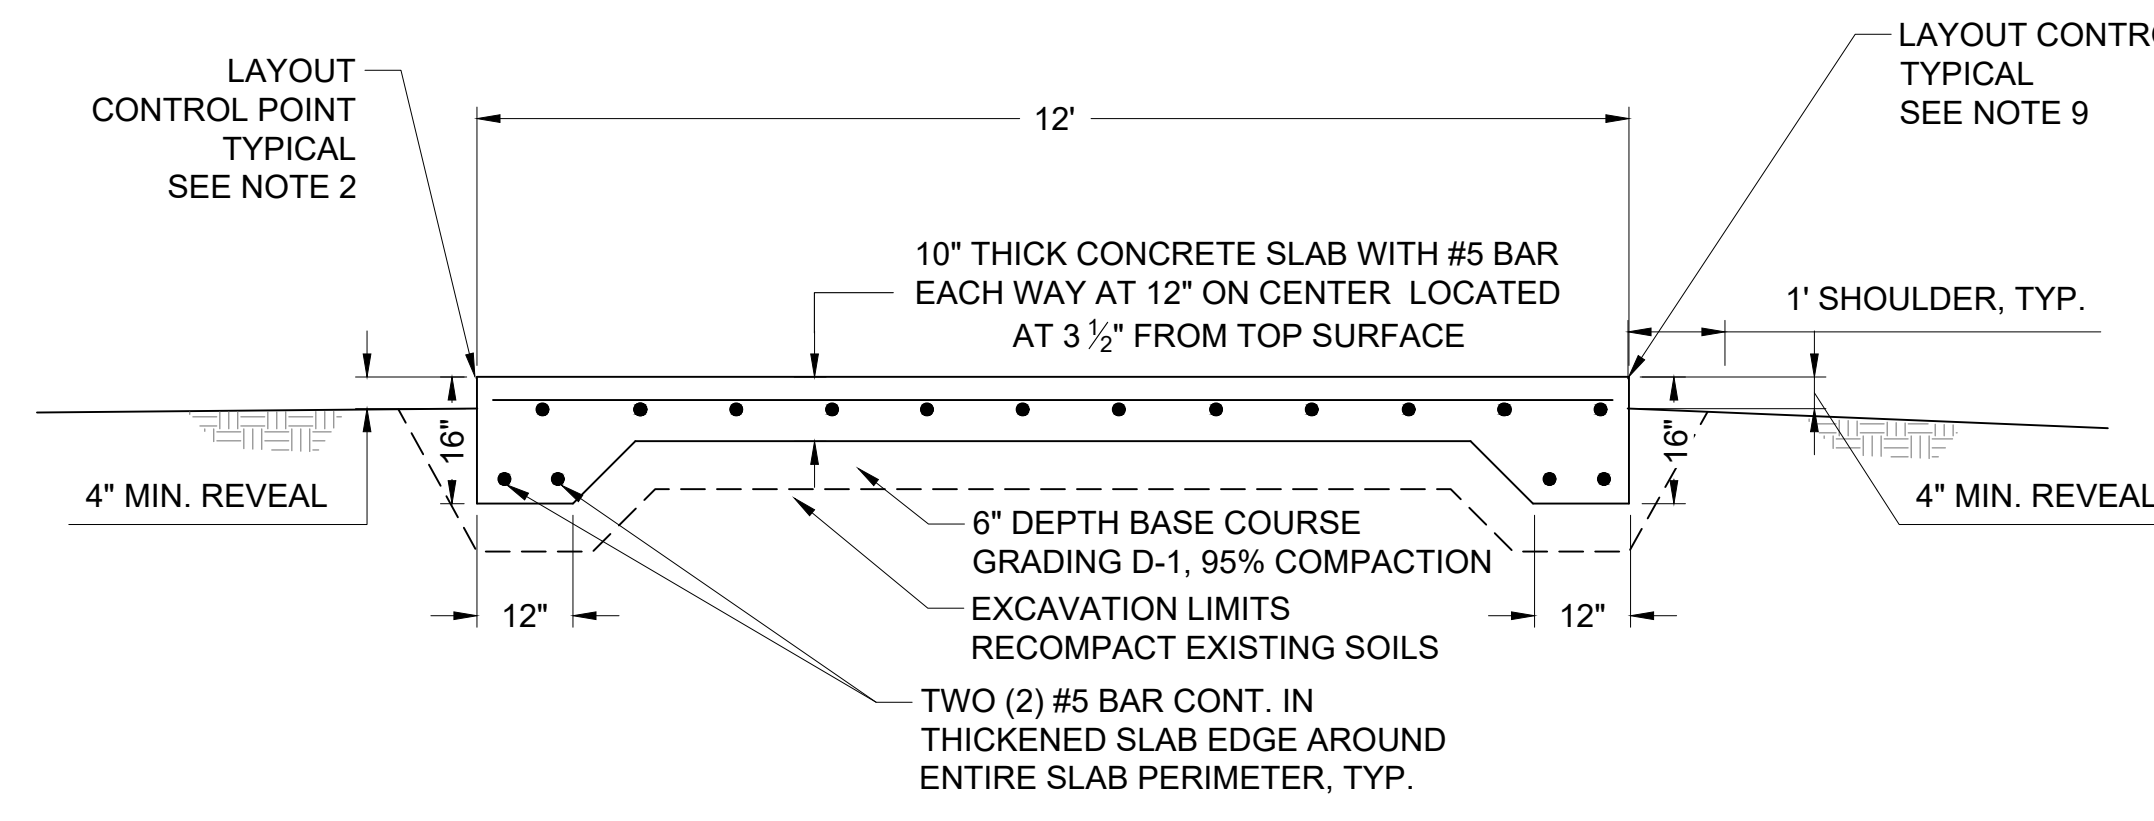 LAYOUT
CONTROL POINT
TYPICAL
SEE NOTE 2
12'
LAYOUT
TYPICAL
SEE NOTE 9
10" THICK CONCRETE SLAB WITH #5 BAR
EACH WAY AT 12" ON CENTER LOCATED
AT 3 ½" FROM TOP SURFACE
1' SHOULDER, TYP.
16"
16"
4" MIN. REVEAL
4" MIN. REVEAL
6" DEPTH BASE COURSE
GRADING D-1, 95% COMPACTION
12"
12"
EXCAVATION LIMITS
RECOMPACT EXISTING SOILS
TWO (2) #5 BAR CONT. IN
THICKENED SLAB EDGE AROUND
ENTIRE SLAB PERIMETER, TYP.